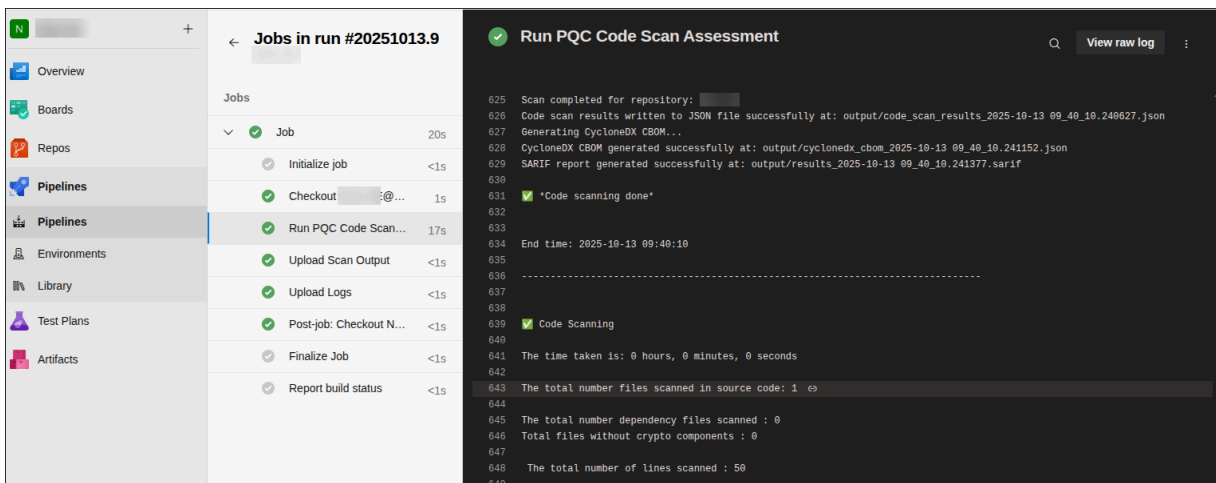 N
+
Overview
Boards
Repos
Pipelines
Pipelines
Environments
Library
Test Plans
Artifacts
← Jobs in run #20251013.9
Jobs
Job 20s
Initialize job <1s
Checkout E@... 1s
Run PQC Code Scan... 17s
Upload Scan Output <1s
Upload Logs <1s
Post-job: Checkout N... <1s
Finalize Job <1s
Report build status <1s
Run PQC Code Scan Assessment
View raw log
625 Scan completed for repository:
626 Code scan results written to JSON file successfully at: output/code_scan_results_2025-10-13 09_40_10.240627.json
627 Generating CycloneDX CBOM...
628 CycloneDX CBOM generated successfully at: output/cyclonedx_cbom_2025-10-13 09_40_10.241152.json
629 SARIF report generated successfully at: output/results_2025-10-13 09_40_10.241377.sarif
630
631 ✅ *Code scanning done*
632
633
634 End time: 2025-10-13 09:40:10
635
636 --------------------------------------------------------------------------------
637
638
639 ✅ Code Scanning
640
641 The time taken is: 0 hours, 0 minutes, 0 seconds
642
643 The total number files scanned in source code: 1
644
645 The total number dependency files scanned : 0
646 Total files without crypto components : 0
647
648 The total number of lines scanned : 50